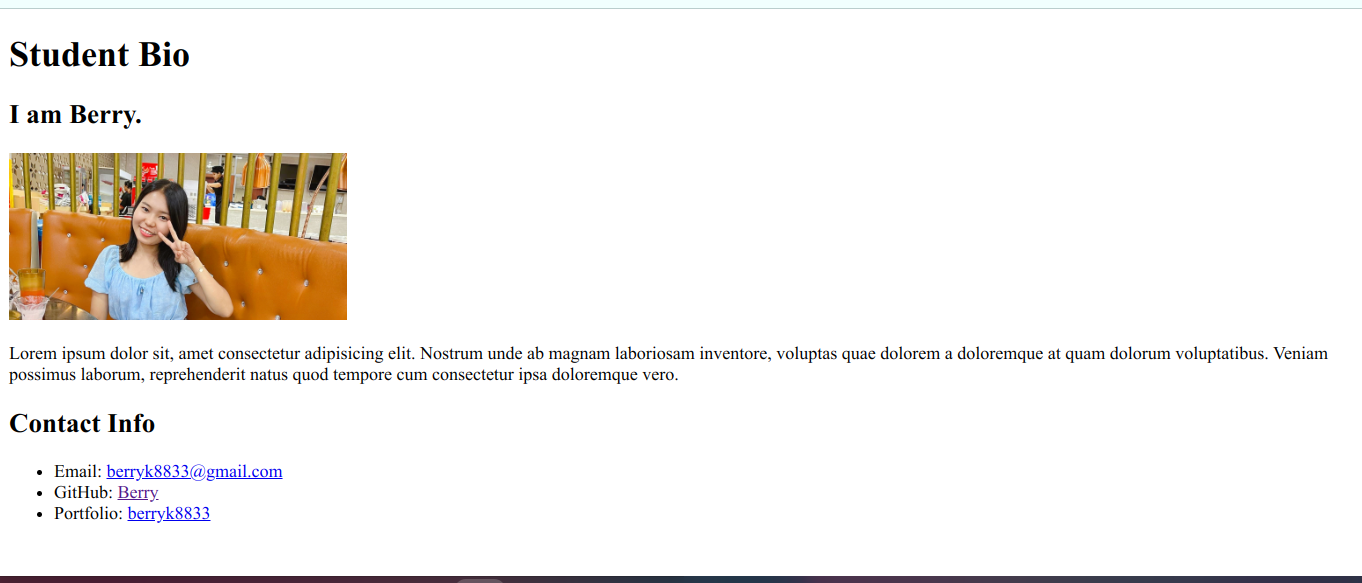 Student Bio
I am Berry.
Lorem ipsum dolor sit, amet consectetur adipisicing elit. Nostrum unde ab magnam laboriosam inventore, voluptas quae dolorem a doloremque at quam dolorum voluptatibus. Veniam
possimus laborum, reprehenderit natus quod tempore cum consectetur ipsa doloremque vero.
Contact Info
• Email: berryk8833@gmail.com
• GitHub: Berry
• Portfolio: berryk8833